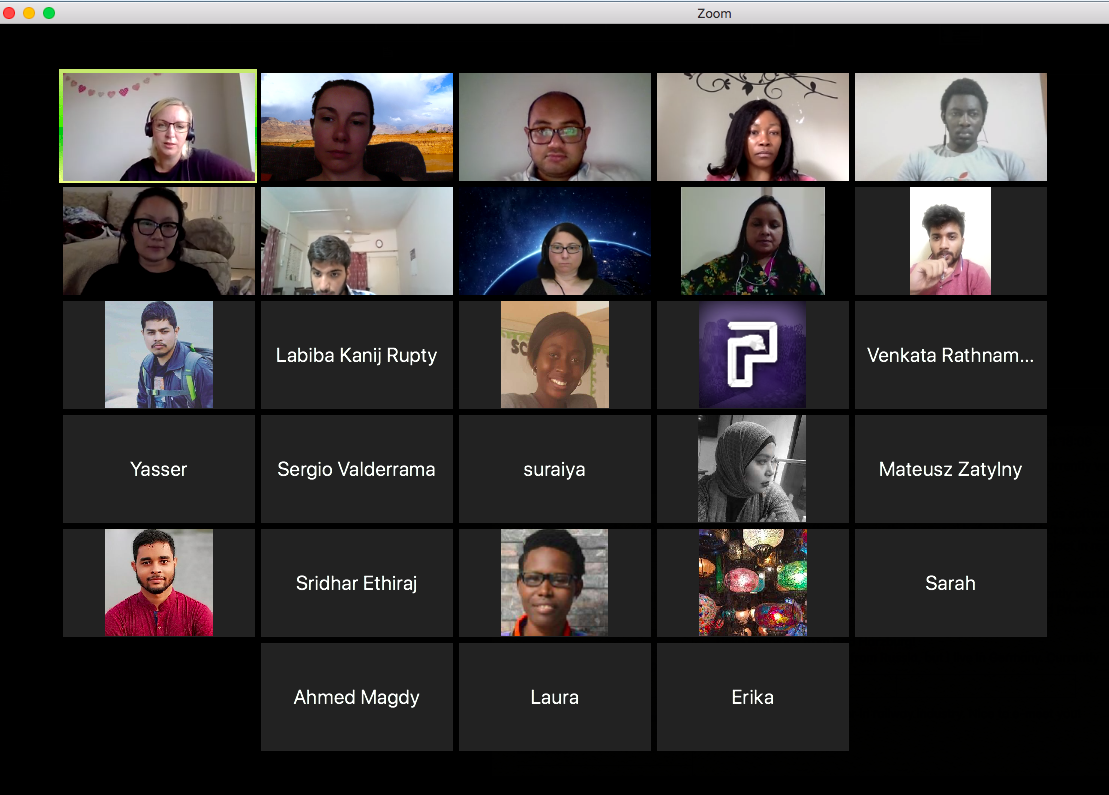 Zoom
Labiba Kanij Rupty
Venkata Rathnam...
Yasser
Sergio Valderrama
suraiya
Mateusz Zatylny
Sridhar Ethiraj
Sarah
Ahmed Magdy
Laura
Erika